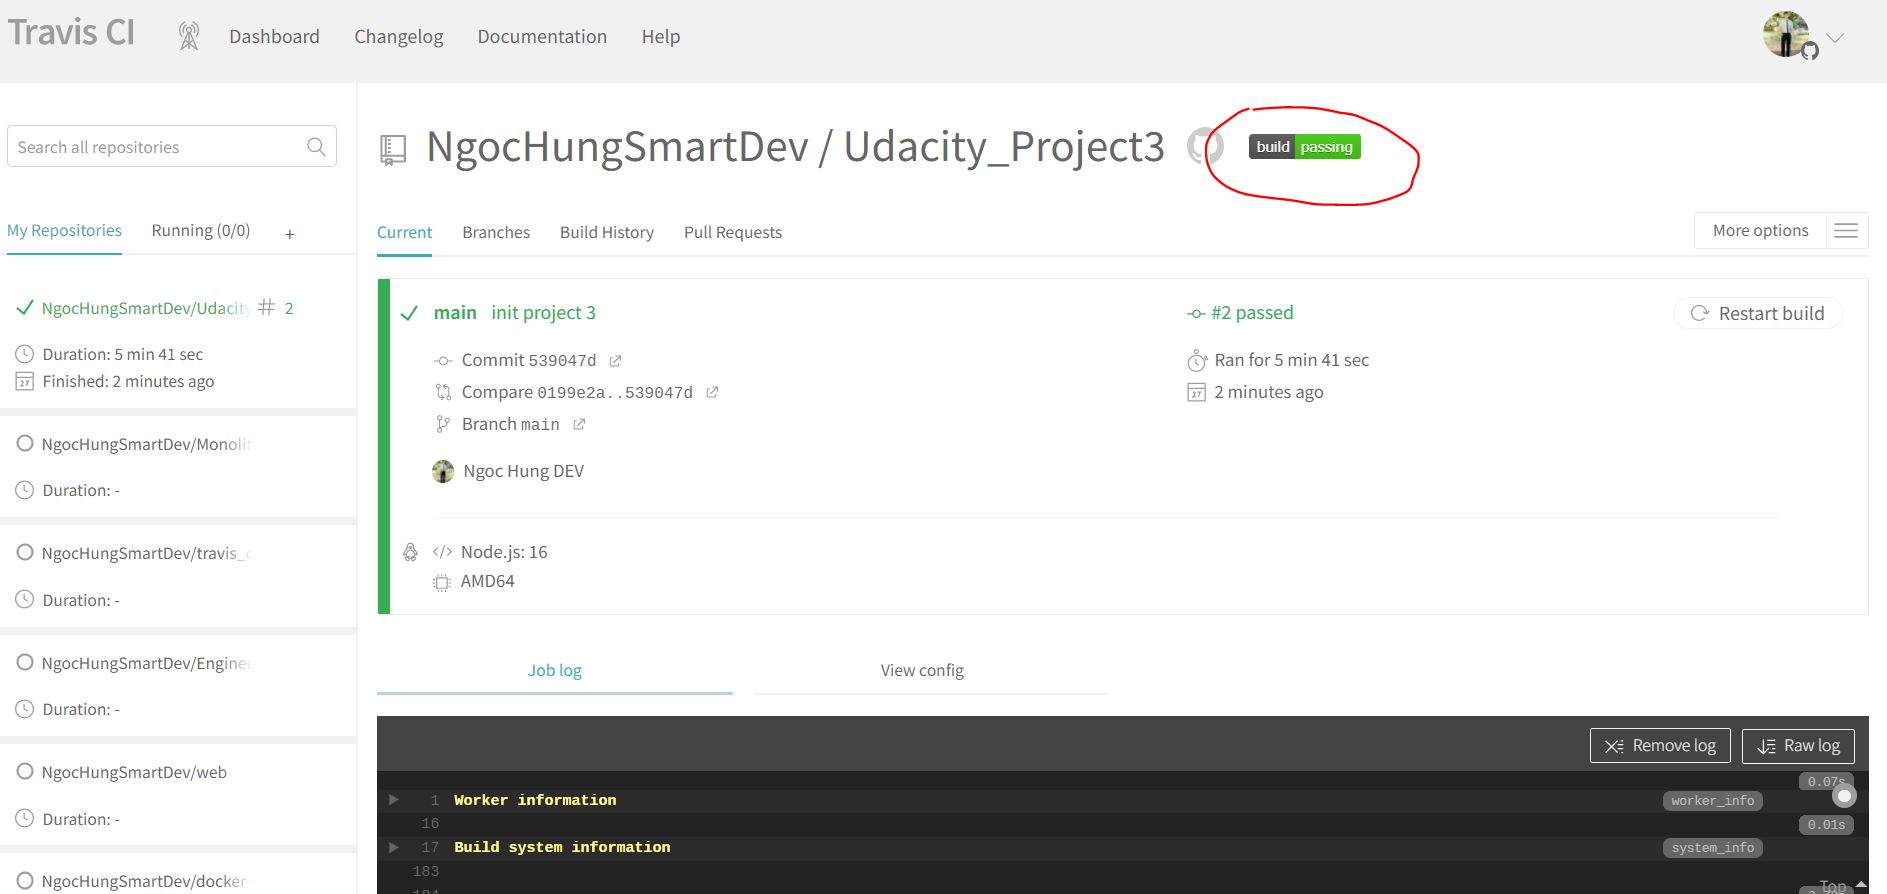 Travis CI
Dashboard Changelog Documentation Help
Search all repositories
My Repositories Running (0/0) +
NgocHungSmartDev/Udacity # 2
Duration: 5 min 41 sec
Finished: 2 minutes ago
NgocHungSmartDev/Monolit
Duration: -
NgocHungSmartDev/travis_c
Duration: -
NgocHungSmartDev/Enginee
Duration: -
NgocHungSmartDev/web
Duration: -
NgocHungSmartDev/docker-
NgocHungSmartDev / Udacity_Project3 build passing
Current Branches Build History Pull Requests
More options
main init project 3
Commit 539047d
Compare 0199e2a..539047d
Branch main
Ngoc Hung DEV
#2 passed
Ran for 5 min 41 sec
27 2 minutes ago
Restart build
</> Node.js: 16
AMD64
Job log View config
Remove log Raw log
0.07s
1 Worker information worker_info
16 0.01s
17 Build system information system_info
183
Top